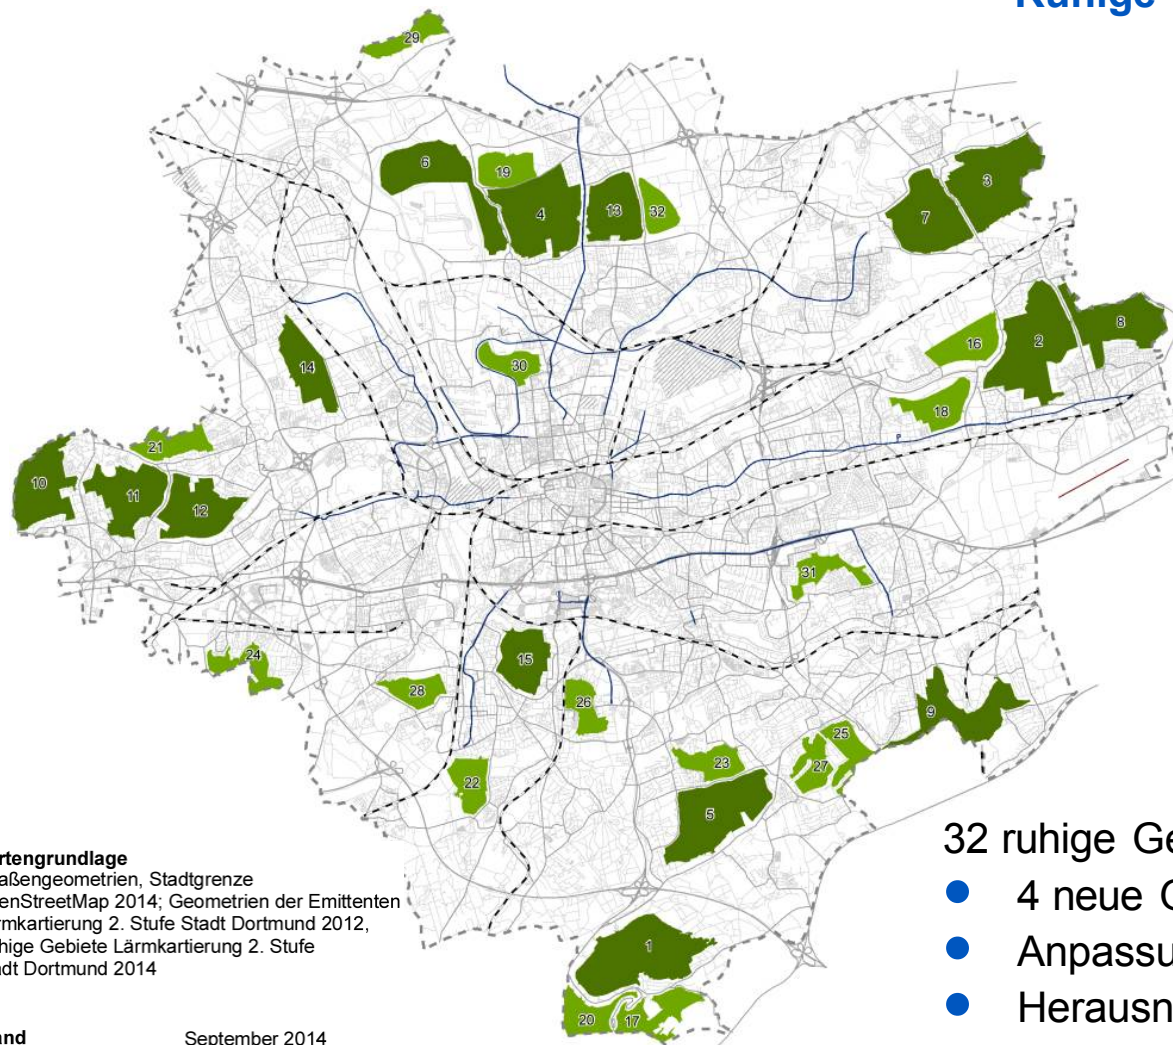 Ruhige
29
6
19
4
13
32
3
7
8
2
16
18
14
30
21
10
11
12
31
24
15
28
26
9
25
27
23
22
5
1
20
17
32 ruhige Ge
4 neue G
Anpassu
Herausn
rtengrundlage
aßengeometrien, Stadtgrenze
enStreetMap 2014; Geometrien der Emittenten
rmkartierung 2. Stufe Stadt Dortmund 2012,
hige Gebiete Lärmkartierung 2. Stufe
adt Dortmund 2014
and September 2014